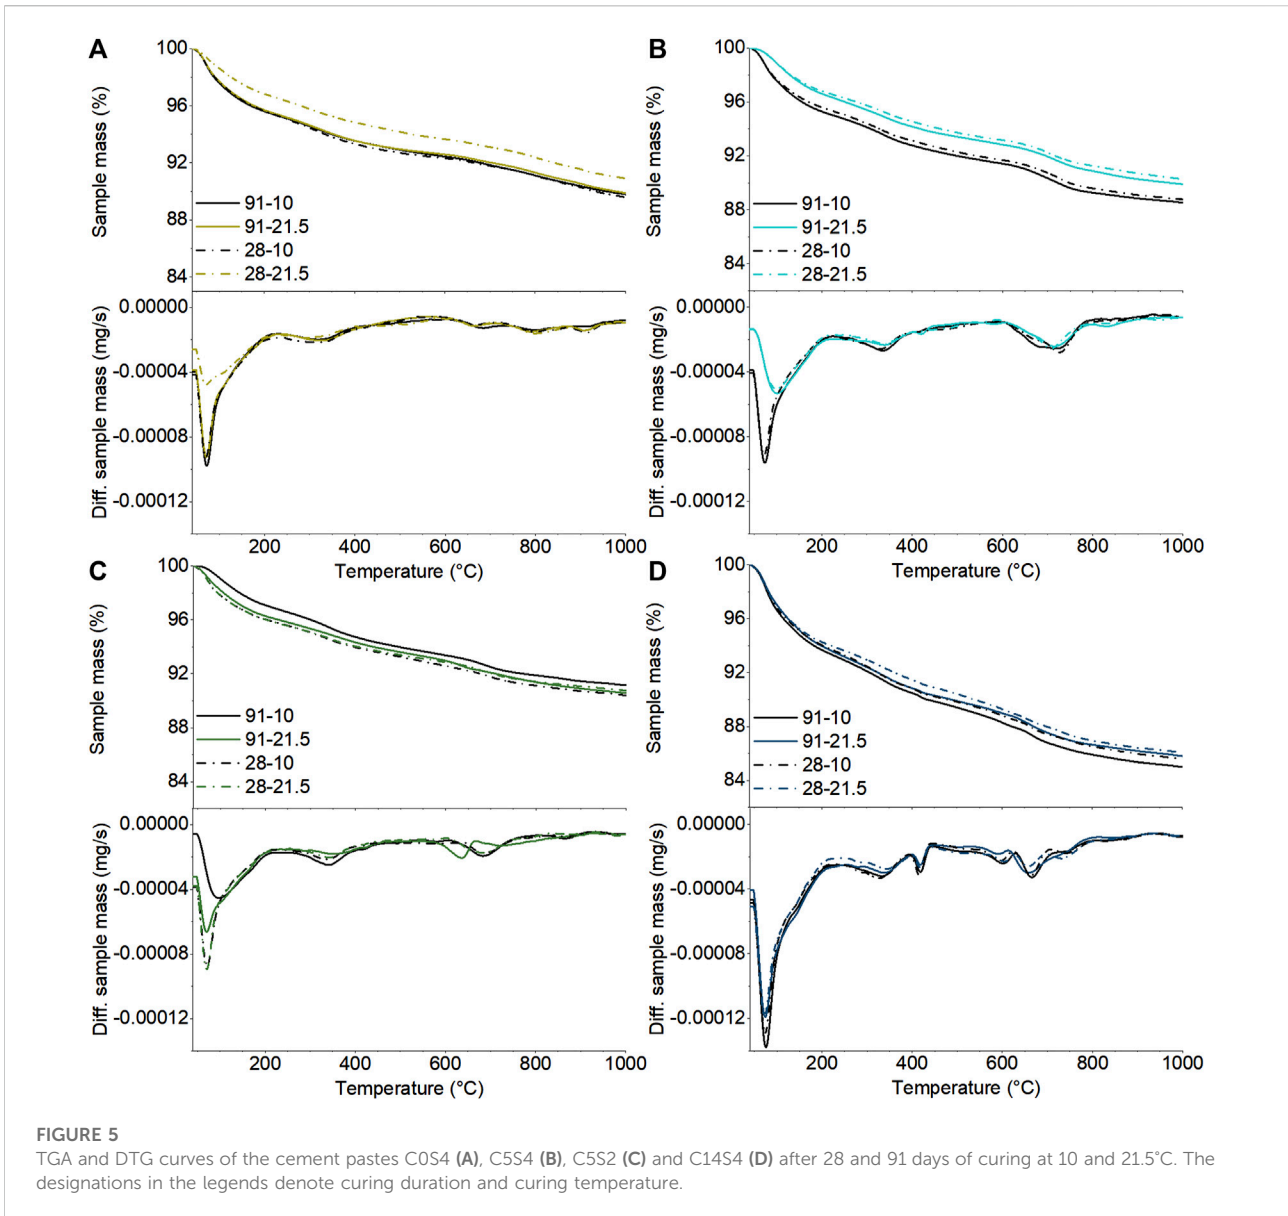 A
100
96
92
88
84
Sample mass (%)
91-10
91-21.5
28-10
28-21.5
0.00000
-0.00004
-0.00008
-0.00012
Diff. sample mass (mg/s)
200 400 600 800 1000
Temperature (°C)
B
100
96
92
88
84
Sample mass (%)
91-10
91-21.5
28-10
28-21.5
0.00000
-0.00004
-0.00008
-0.00012
Diff. sample mass (mg/s)
200 400 600 800 1000
Temperature (°C)
C
100
96
92
88
84
Sample mass (%)
91-10
91-21.5
28-10
28-21.5
0.00000
-0.00004
-0.00008
-0.00012
Diff. sample mass (mg/s)
200 400 600 800 1000
Temperature (°C)
D
100
96
92
88
84
Sample mass (%)
91-10
91-21.5
28-10
28-21.5
0.00000
-0.00004
-0.00008
-0.00012
Diff. sample mass (mg/s)
200 400 600 800 1000
Temperature (°C)
FIGURE 5
TGA and DTG curves of the cement pastes C0S4 (A), C5S4 (B), C5S2 (C) and C14S4 (D) after 28 and 91 days of curing at 10 and 21.5°C. The
designations in the legends denote curing duration and curing temperature.